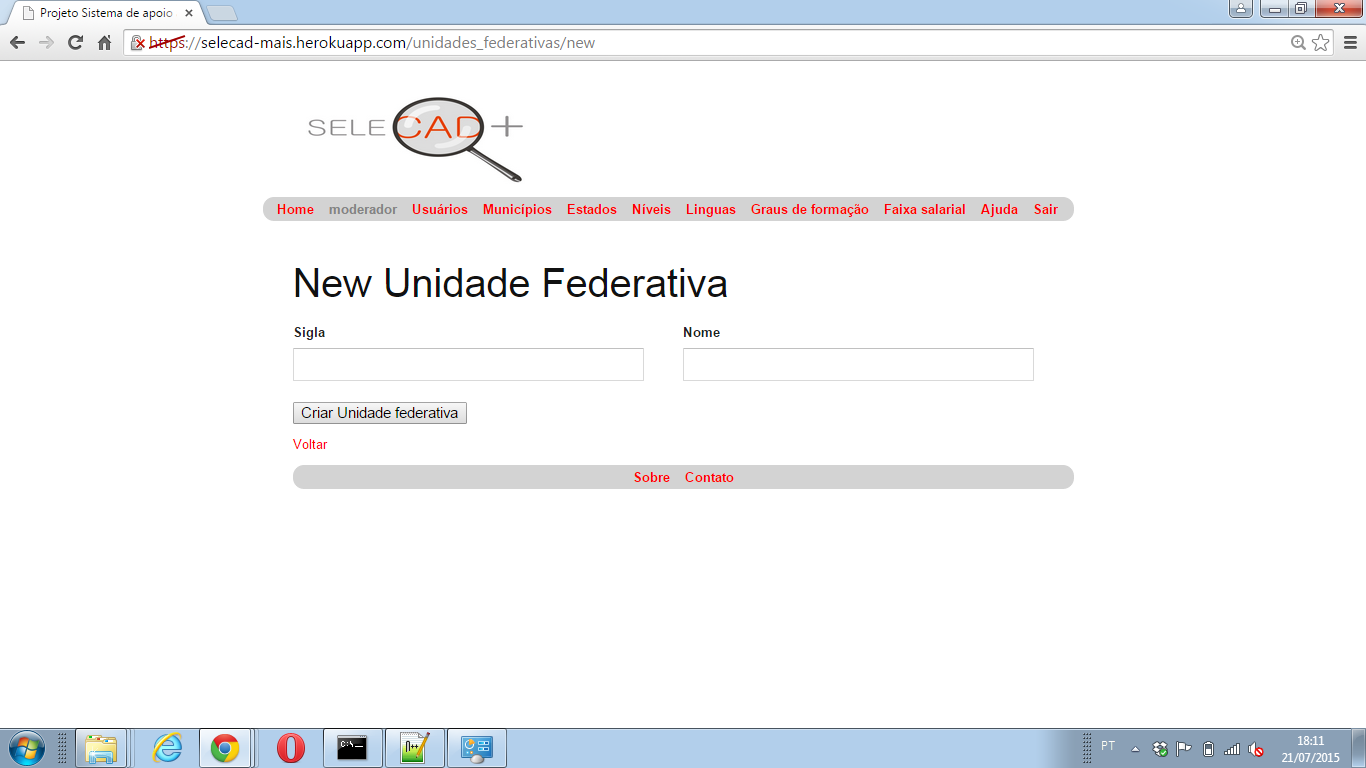 Projeto Sistema de apoio
https://selecad-mais.herokuapp.com/unidades_federativas/new
SELE CAD +
Home moderador Usuários Municípios Estados Níveis Linguas Graus de formação Faixa salarial Ajuda Sair
New Unidade Federativa
Sigla Nome
Criar Unidade federativa
Voltar
Sobre Contato
C:\_
PT
18:11
21/07/2015